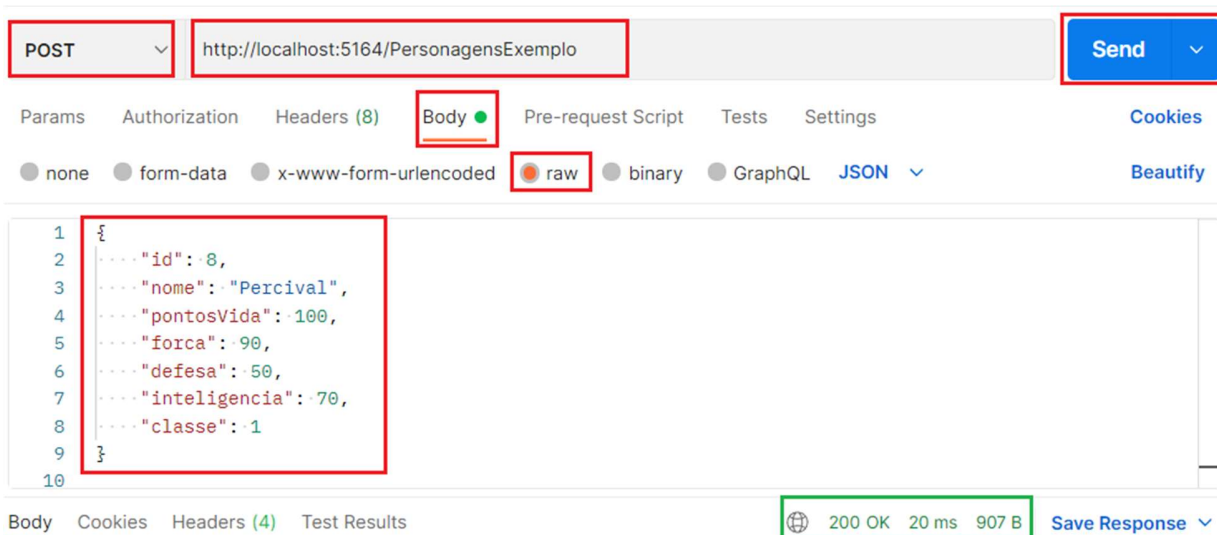 POST http://localhost:5164/PersonagensExemplo Send
Params Authorization Headers (8) Body Pre-request Script Tests Settings Cookies
none form-data x-www-form-urlencoded raw binary GraphQL JSON Beautify
1 {
2 ····"id":·8,
3 ····"nome":·"Percival",
4 ····"pontosVida":·100,
5 ····"forca":·90,
6 ····"defesa":·50,
7 ····"inteligencia":·70,
8 ····"classe":·1
9 }
10
Body Cookies Headers (4) Test Results 200 OK 20 ms 907 B Save Response